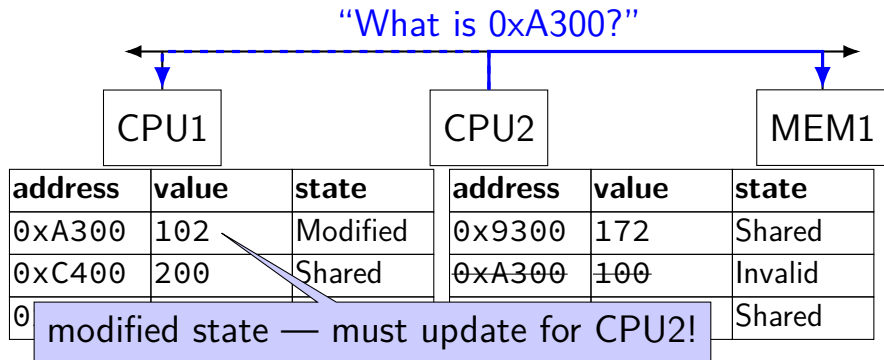 “What is 0xA300?”
CPU1 CPU2 MEM1
address value state address value state
0xA300 102 Modified 0x9300 172 Shared
0xC400 200 Shared 0xA300 100 Invalid
0 Shared
modified state — must update for CPU2!